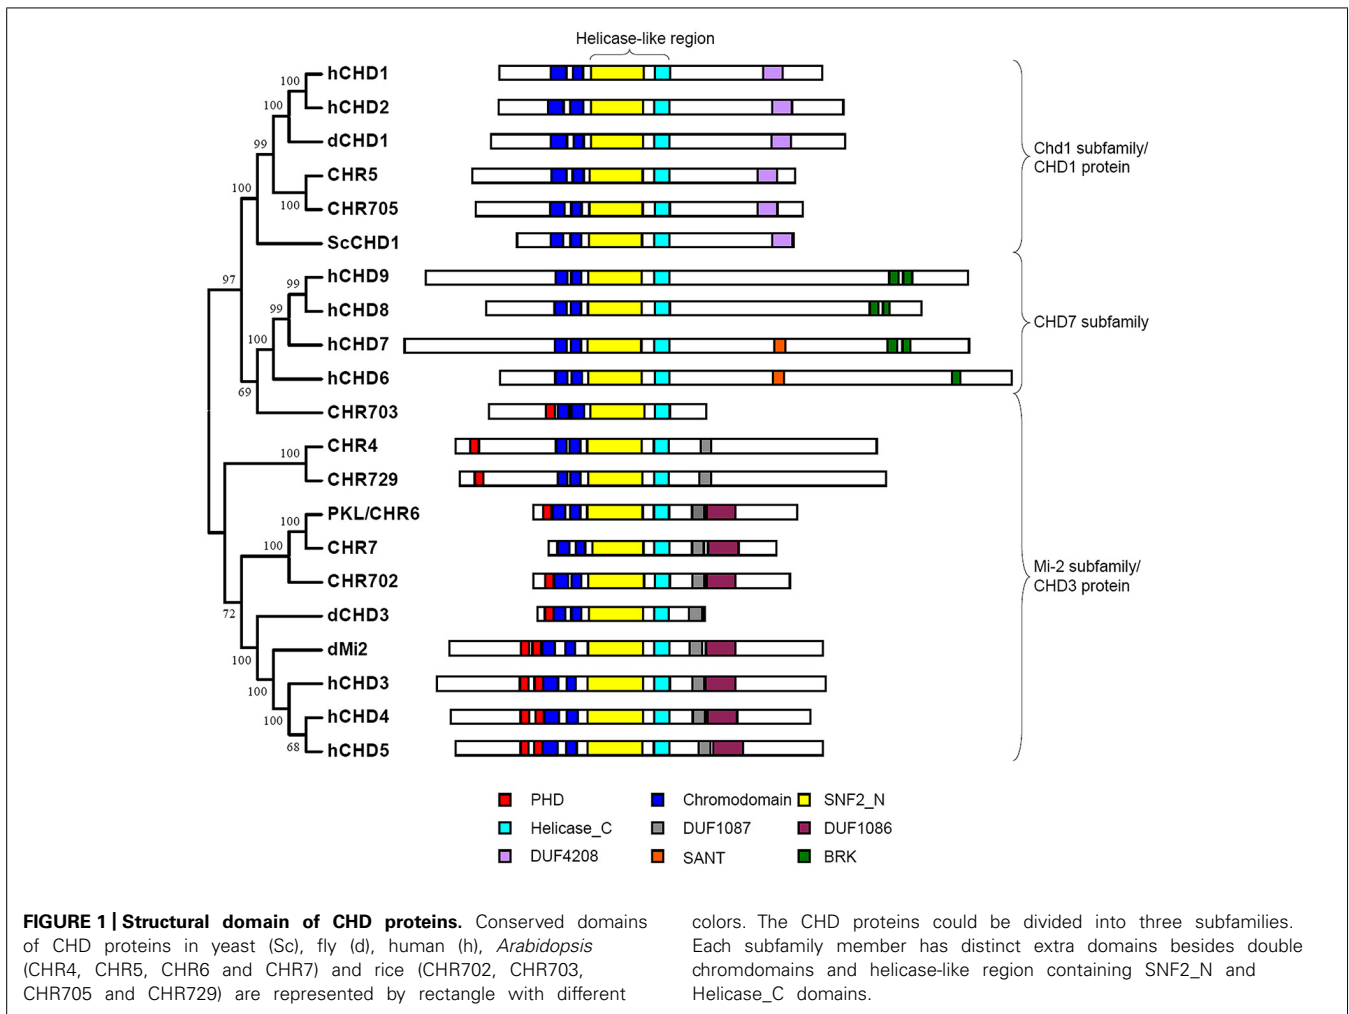 Helicase-like region
hCHD1
hCHD2
dCHD1
CHR5
CHR705
ScCHD1
hCHD9
hCHD8
hCHD7
hCHD6
CHR703
CHR4
CHR729
PKL/CHR6
CHR7
CHR702
dCHD3
dMi2
hCHD3
hCHD4
hCHD5
100
100
99
100
100
97
99
99
100
69
100
100
100
72
100
100
100
68
Chd1 subfamily/
CHD1 protein
CHD7 subfamily
Mi-2 subfamily/
CHD3 protein
PHD
Chromodomain
SNF2_N
Helicase_C
DUF1087
DUF1086
DUF4208
SANT
BRK
FIGURE 1 | Structural domain of CHD proteins. Conserved domains
of CHD proteins in yeast (Sc), fly (d), human (h), Arabidopsis
(CHR4, CHR5, CHR6 and CHR7) and rice (CHR702, CHR703,
CHR705 and CHR729) are represented by rectangle with different
colors. The CHD proteins could be divided into three subfamilies.
Each subfamily member has distinct extra domains besides double
chromdomains and helicase-like region containing SNF2_N and
Helicase_C domains.